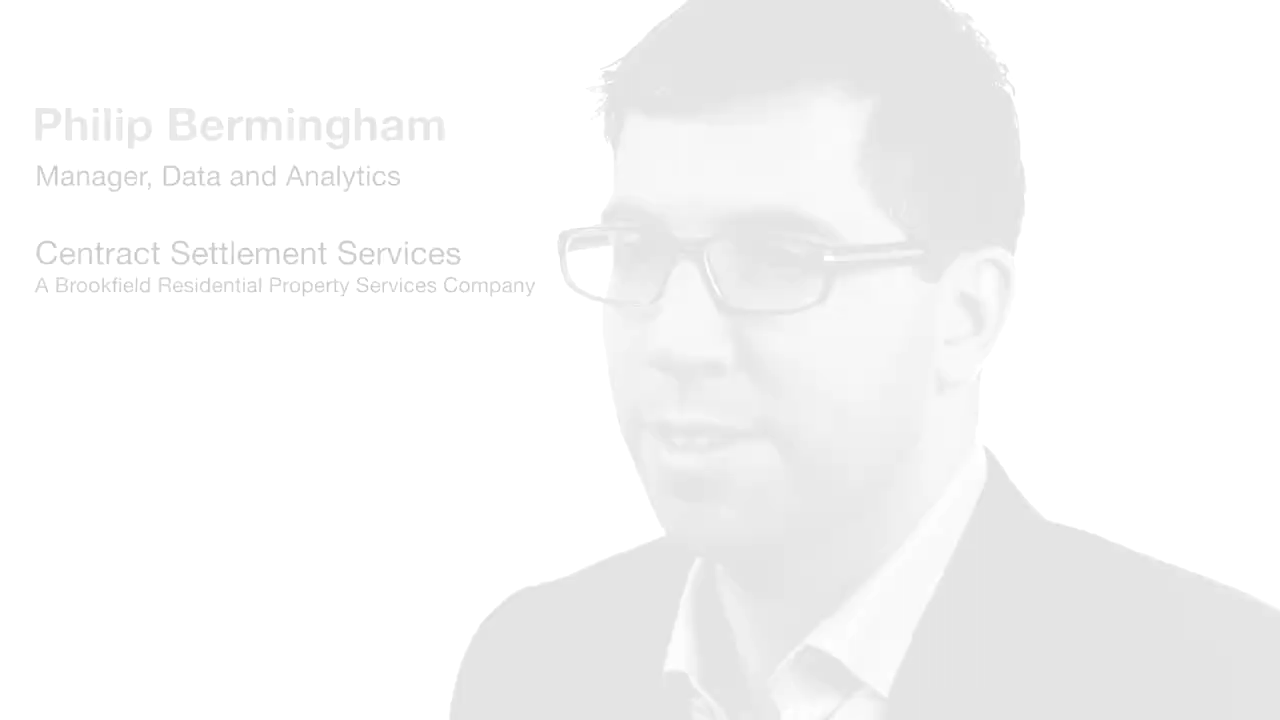 Philip Bermingham
Manager, Data and Analytics
Centract Settlement Services
A Brookfield Residential Property Services Company